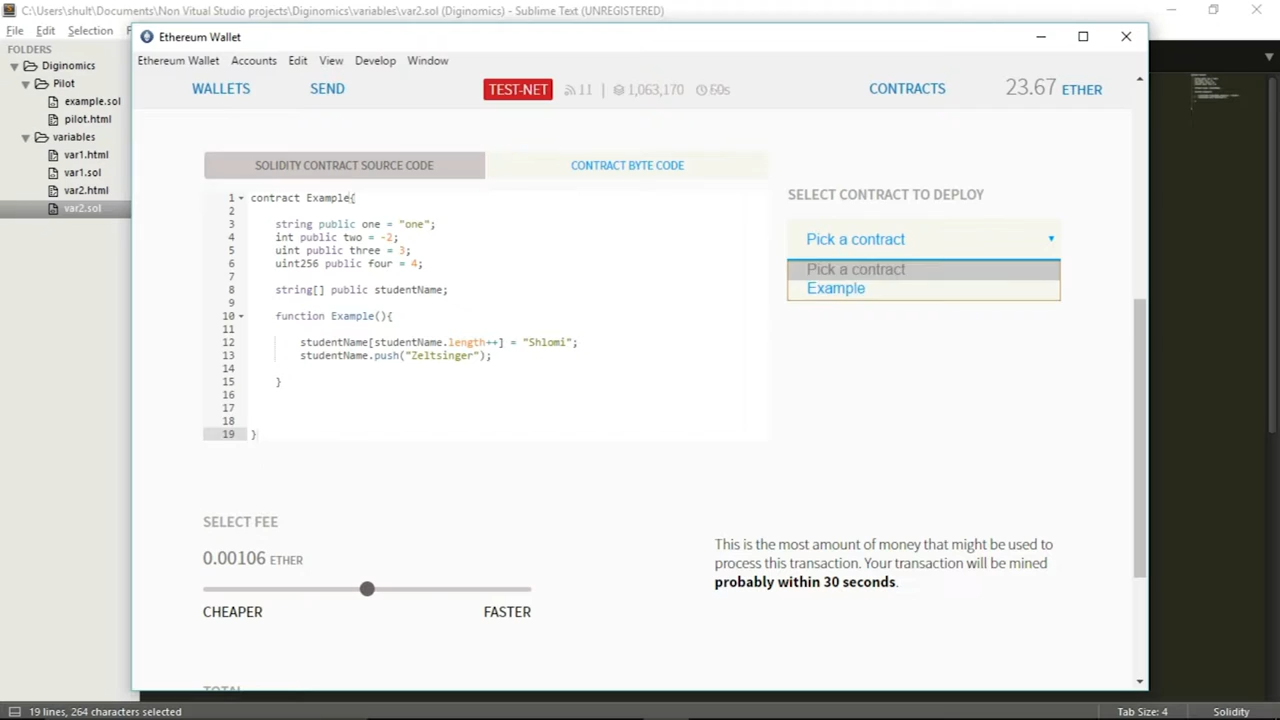 C:\Users\shult\Documents\Non Vitual Studio projects\Diginomics\variables\var2.sol (Diginomics) - Sublime Text (UNREGISTERED)
File Edit Selection F
FOLDERS
Diginomics
Pilot
example.sol
pilot.html
variables
var1.html
var1.sol
var2.html
var2.sol
Ethereum Wallet
Ethereum Wallet Accounts Edit View Develop Window
WALLETS SEND TEST-NET 11 | 1,063,170 60s CONTRACTS 23.67 ETHER
SOLIDITY CONTRACT SOURCE CODE CONTRACT BYTE CODE
1 contract Example{
2
3 string public one = "one";
4 int public two = -2;
5 uint public three = 3;
6 uint256 public four = 4;
7
8 string[] public studentName;
9
10 function Example(){
11
12 studentName[studentName.length++] = "Shlomi";
13 studentName.push("Zeltsinger");
14
15 }
16
17
18
19 }
SELECT CONTRACT TO DEPLOY
Pick a contract
Pick a contract
Example
SELECT FEE
0.00106 ETHER
CHEAPER FASTER
This is the most amount of money that might be used to
process this transaction. Your transaction will be mined
probably within 30 seconds.
TOTAL
19 lines, 264 characters selected Tab Size: 4 Solidity